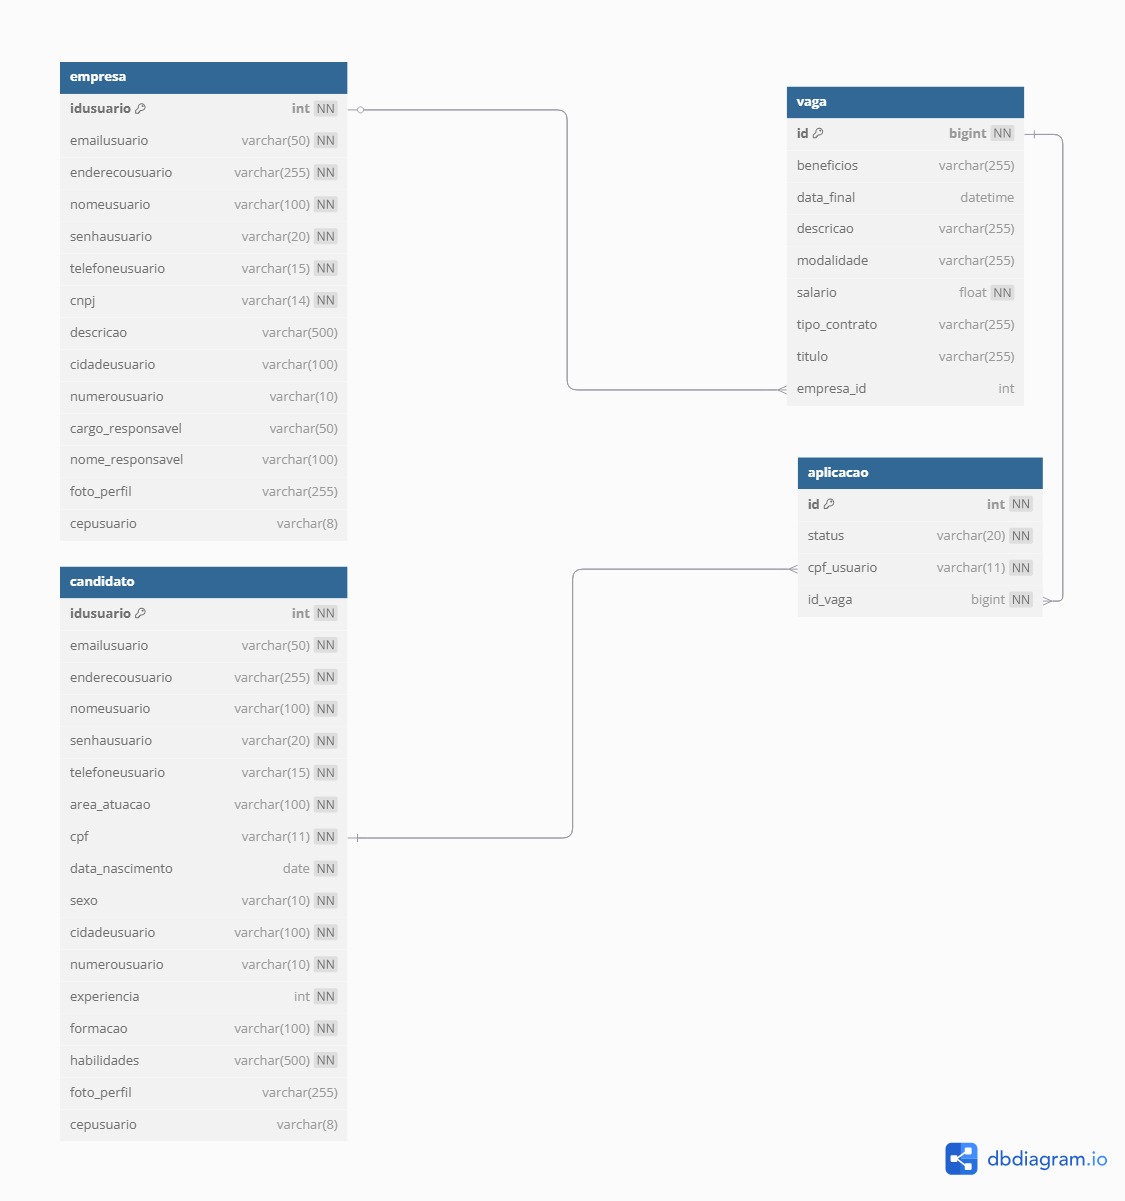 empresa
idusuario int NN
emailusuario varchar(50) NN
enderecousuario varchar(255) NN
nomeusuario varchar(100) NN
senhausuario varchar(20) NN
telefoneusuario varchar(15) NN
cnpj varchar(14) NN
descricao varchar(500)
cidadeusuario varchar(100)
numerousuario varchar(10)
cargo_responsavel varchar(50)
nome_responsavel varchar(100)
foto_perfil varchar(255)
cepusuario varchar(8)
vaga
id bigint NN
beneficios varchar(255)
data_final datetime
descricao varchar(255)
modalidade varchar(255)
salario float NN
tipo_contrato varchar(255)
titulo varchar(255)
empresa_id int
aplicacao
id int NN
status varchar(20) NN
cpf_usuario varchar(11) NN
id_vaga bigint NN
candidato
idusuario int NN
emailusuario varchar(50) NN
enderecousuario varchar(255) NN
nomeusuario varchar(100) NN
senhausuario varchar(20) NN
telefoneusuario varchar(15) NN
area_atuacao varchar(100) NN
cpf varchar(11) NN
data_nascimento date NN
sexo varchar(10) NN
cidadeusuario varchar(100) NN
numerousuario varchar(10) NN
experiencia int NN
formacao varchar(100) NN
habilidades varchar(500) NN
foto_perfil varchar(255)
cepusuario varchar(8)
dbdiagram.io